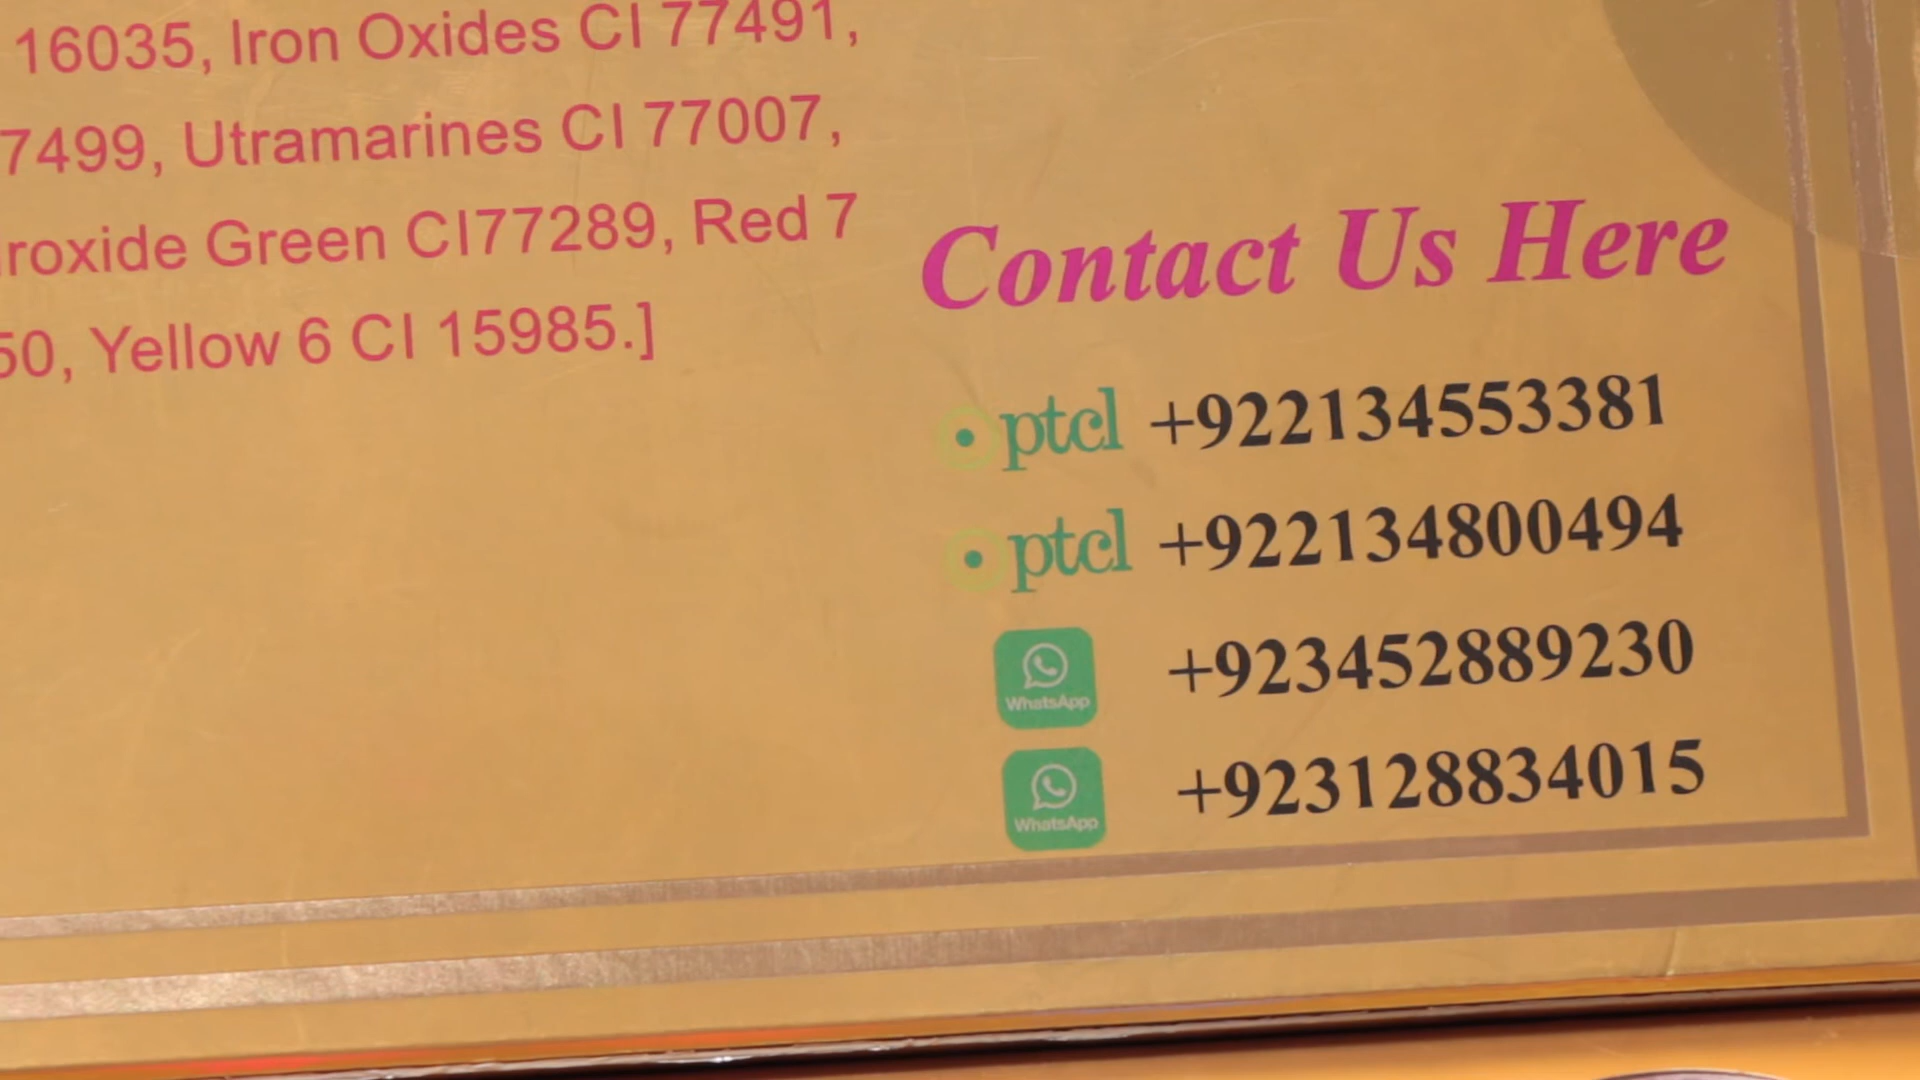 16035, Iron Oxides CI 77491,
7499, Utramarines CI 77007,
roxide Green CI77289, Red 7
50, Yellow 6 CI 15985.]
Contact Us Here
ptcl +922134553381
ptcl +922134800494
WhatsApp +923452889230
WhatsApp +923128834015